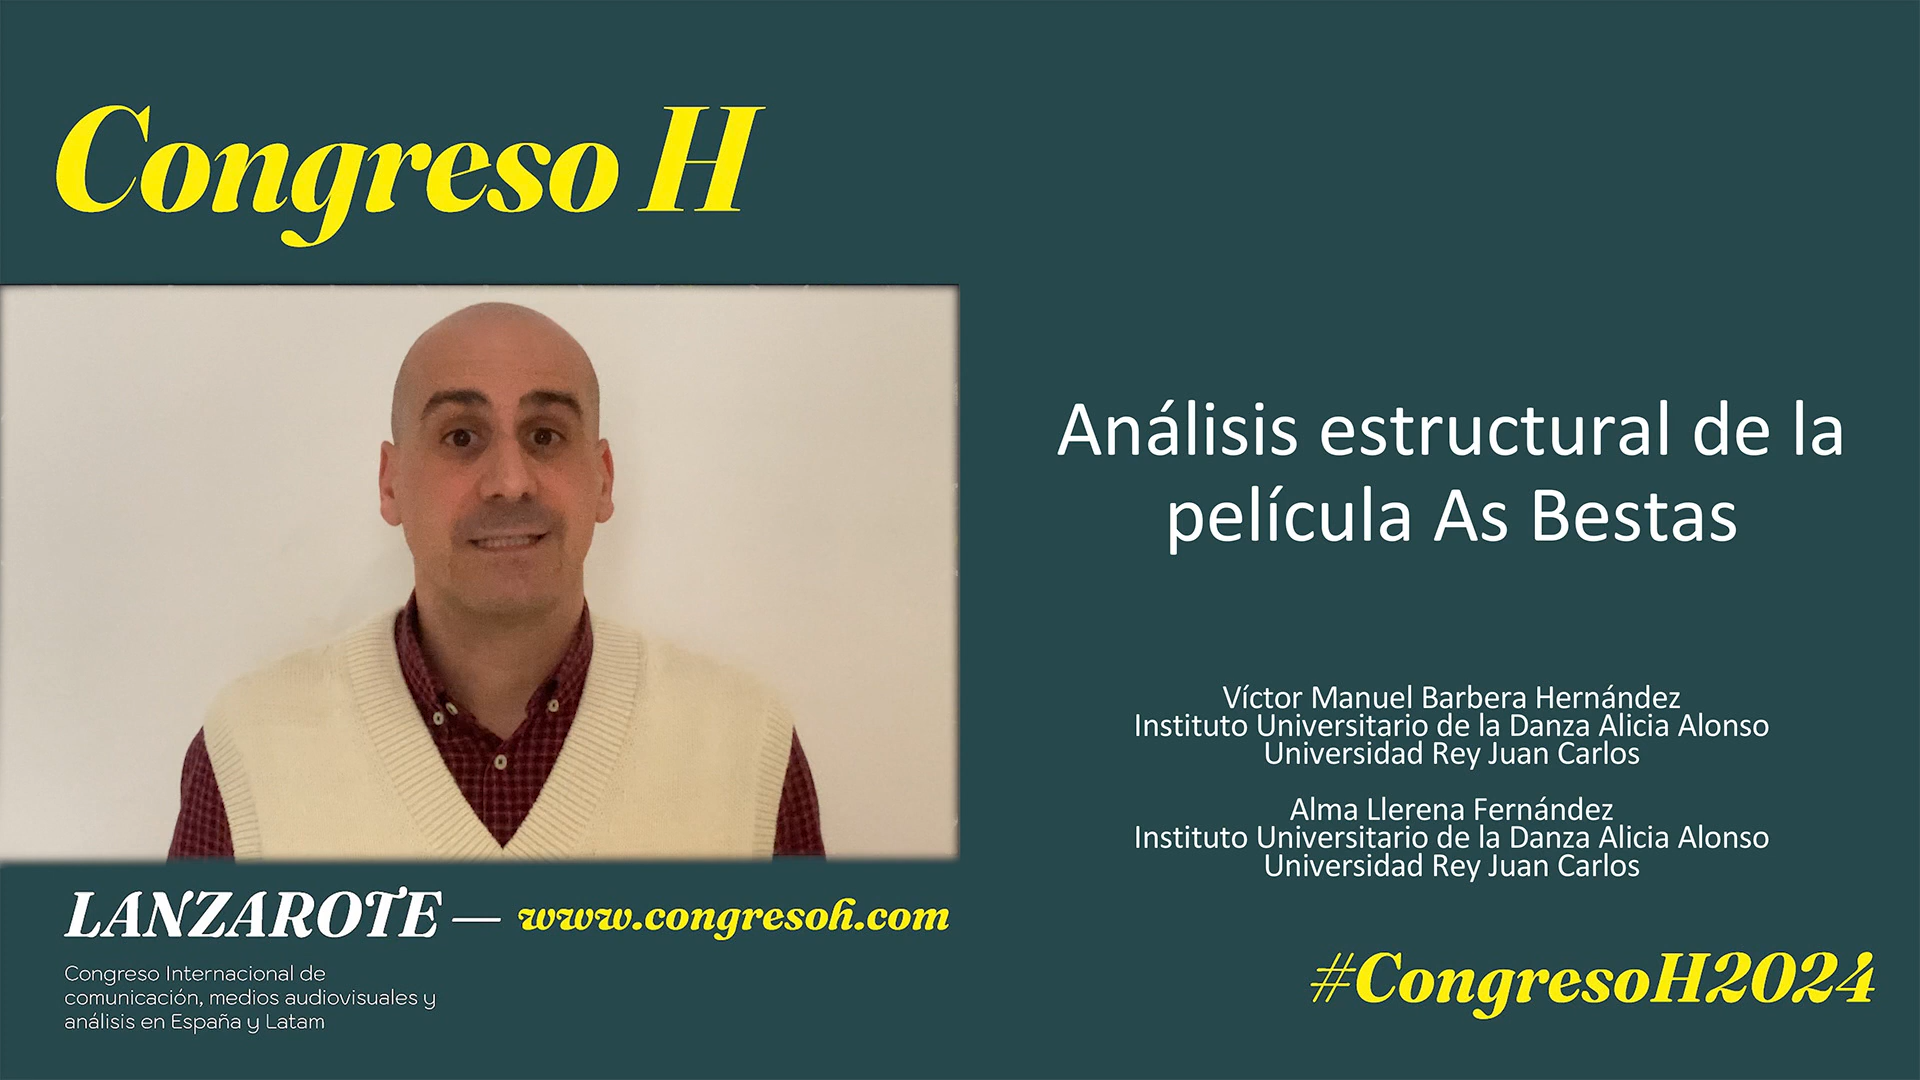 Congreso H
Análisis estructural de la
película As Bestas
Víctor Manuel Barbera Hernández
Instituto Universitario de la Danza Alicia Alonso
Universidad Rey Juan Carlos
Alma Llerena Fernández
Instituto Universitario de la Danza Alicia Alonso
Universidad Rey Juan Carlos
LANZAROTE — www.congresoh.com
Congreso Internacional de
comunicación, medios audiovisuales y
análisis en España y Latam
#CongresoH2024